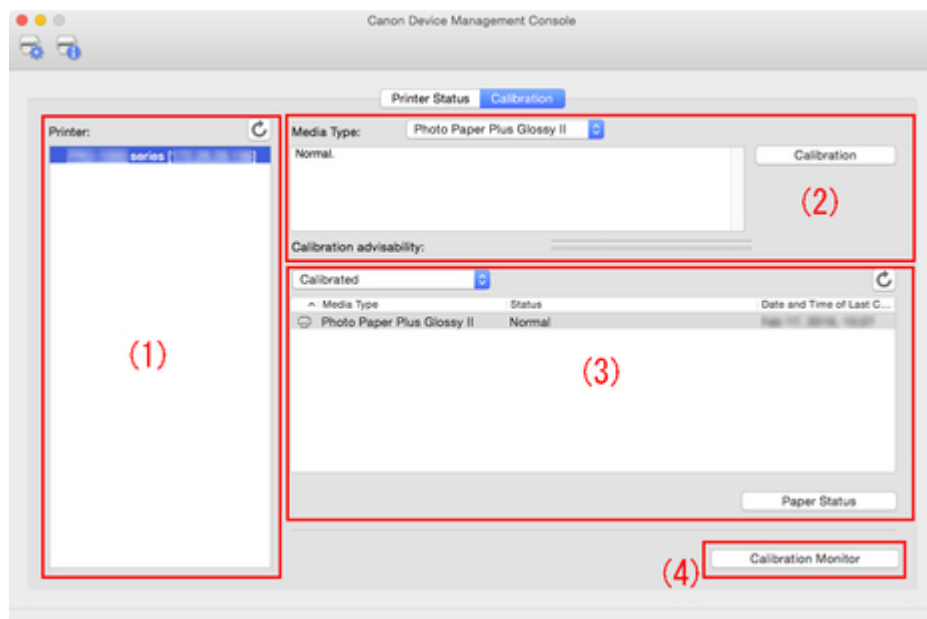 Canon Device Management Console
Printer Status Calibration
Printer:
series [
Media Type: Photo Paper Plus Glossy II
Normal.
Calibration
(2)
Calibration advisability:
Calibrated
Media Type Status Date and Time of Last C...
Photo Paper Plus Glossy II Normal
(1)
(3)
Paper Status
(4)
Calibration Monitor